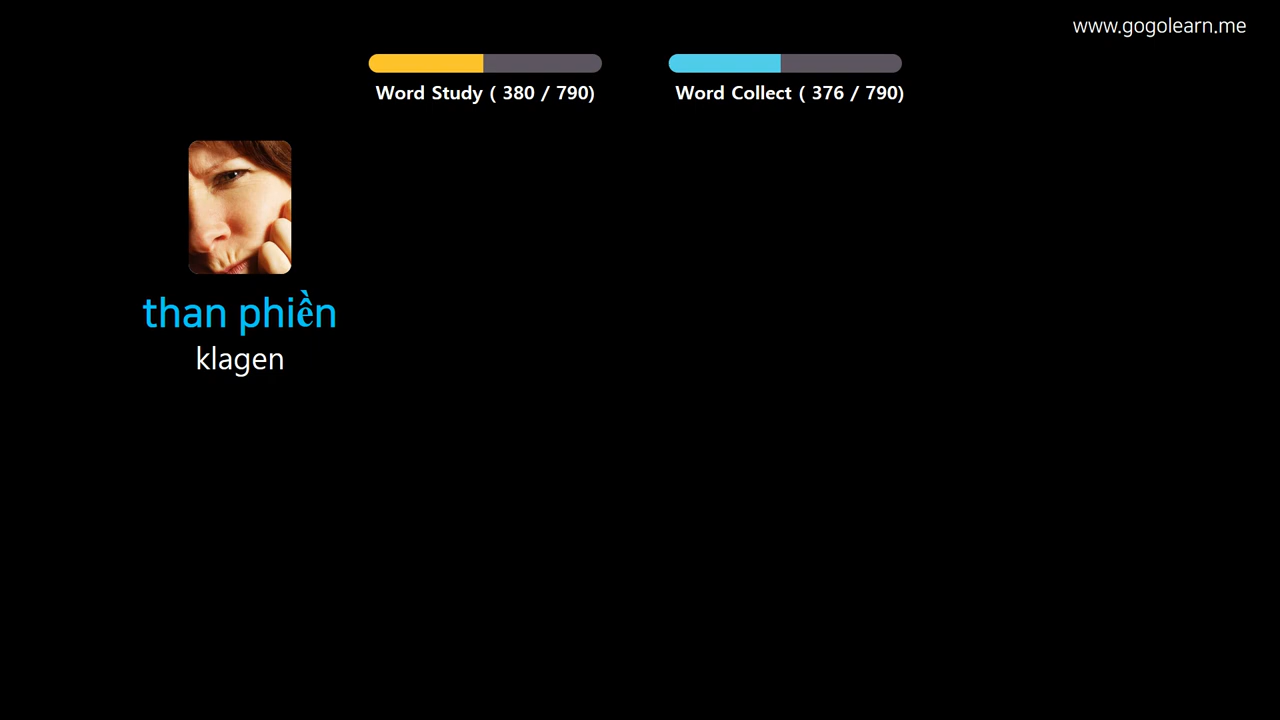 www.gogolearn.me
Word Study ( 380 / 790)
Word Collect ( 376 / 790)
than phiền
klagen